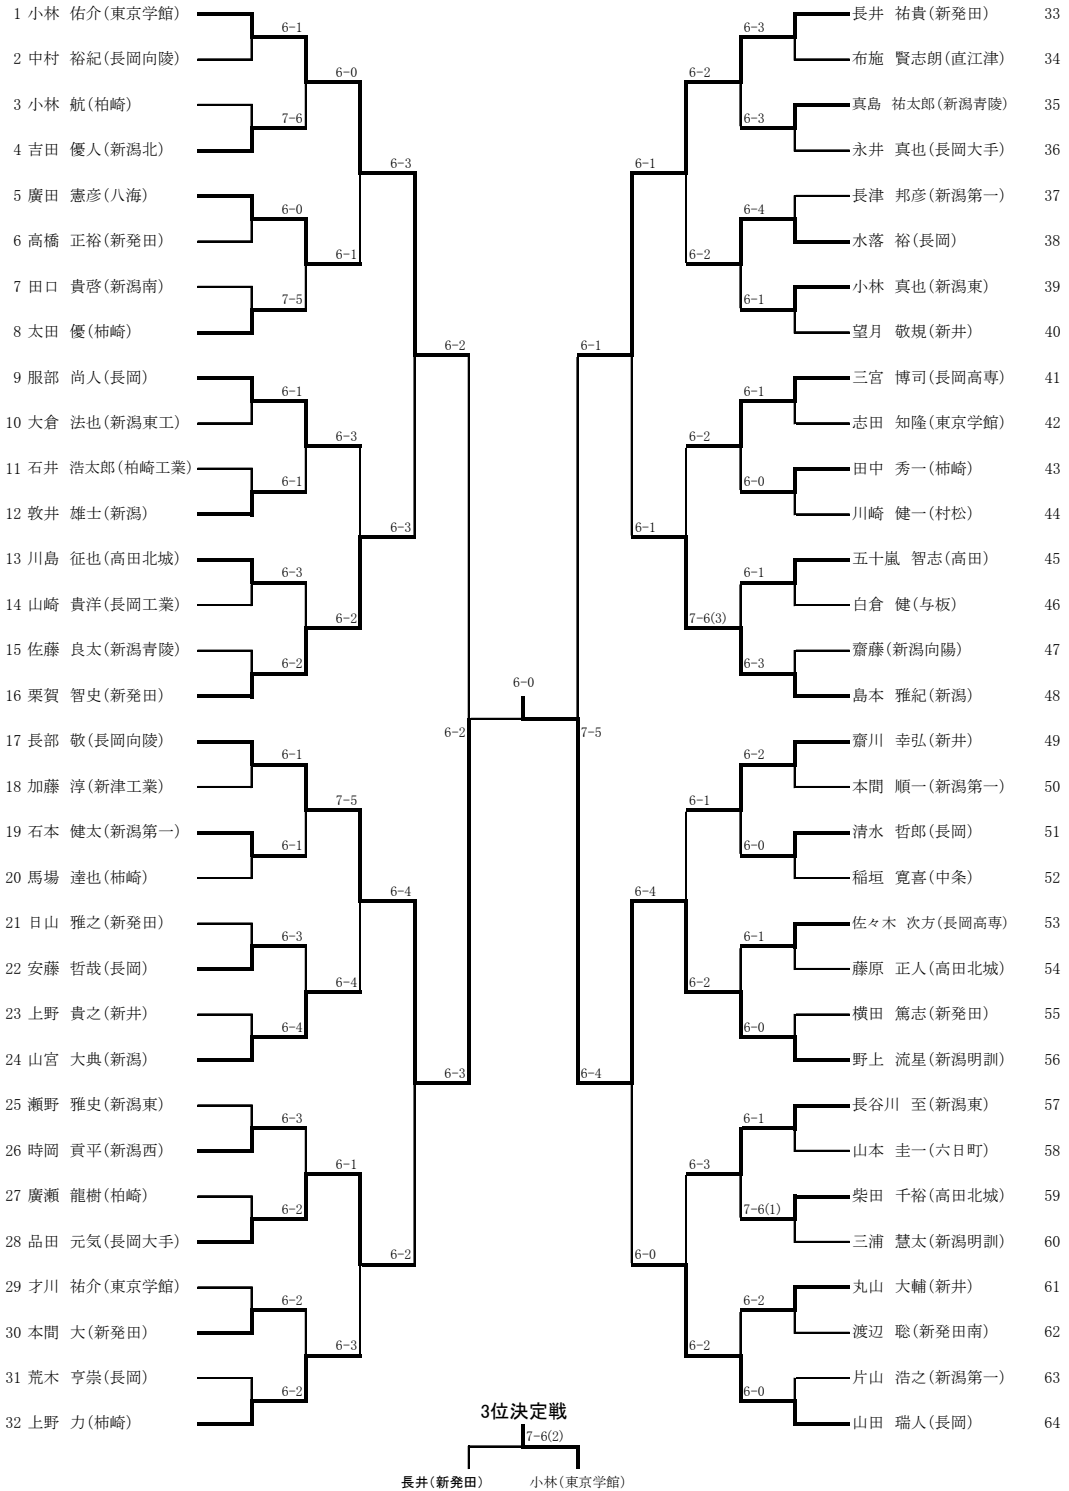 1 小林 佑介(東京学館)
2 中村 裕紀(長岡向陵)
3 小林 航(柏崎)
4 吉田 優人(新潟北)
5 廣田 憲彦(八海)
6 高橋 正裕(新発田)
7 田口 貴啓(新潟南)
8 太田 優(柿崎)
9 服部 尚人(長岡)
10 大倉 法也(新潟東工)
11 石井 浩太郎(柏崎工業)
12 敦井 雄士(新潟)
13 川島 征也(高田北城)
14 山崎 貴洋(長岡工業)
15 佐藤 良太(新潟青陵)
16 栗賀 智史(新発田)
17 長部 敬(長岡向陵)
18 加藤 淳(新津工業)
19 石本 健太(新潟第一)
20 馬場 達也(柿崎)
21 日山 雅之(新発田)
22 安藤 哲哉(長岡)
23 上野 貴之(新井)
24 山宮 大典(新潟)
25 瀬野 雅史(新潟東)
26 時岡 貢平(新潟西)
27 廣瀬 龍樹(柏崎)
28 品田 元気(長岡大手)
29 才川 祐介(東京学館)
30 本間 大(新発田)
31 荒木 亨崇(長岡)
32 上野 力(柿崎)
6-1
7-6
6-0
7-5
6-1
6-1
6-3
6-2
6-1
6-1
6-3
6-4
6-3
6-2
6-2
6-2
6-0
6-1
6-3
6-2
7-5
6-4
6-1
6-3
6-3
6-3
6-4
6-2
6-2
6-3
6-2
6-0
7-5
6-1
6-4
6-1
6-1
6-4
6-0
6-2
6-2
6-2
7-6(3)
6-1
6-2
6-3
6-2
6-3
6-3
6-4
6-1
6-1
6-0
6-1
6-3
6-2
6-0
6-1
6-0
6-1
7-6(1)
6-2
6-0
長井 祐貴(新発田) 33
布施 賢志朗(直江津) 34
真島 祐太郎(新潟青陵) 35
永井 真也(長岡大手) 36
長津 邦彦(新潟第一) 37
水落 裕(長岡) 38
小林 真也(新潟東) 39
望月 敬規(新井) 40
三宮 博司(長岡高専) 41
志田 知隆(東京学館) 42
田中 秀一(柿崎) 43
川崎 健一(村松) 44
五十嵐 智志(高田) 45
白倉 健(与板) 46
齋藤(新潟向陽) 47
島本 雅紀(新潟) 48
齋川 幸弘(新井) 49
本間 順一(新潟第一) 50
清水 哲郎(長岡) 51
稲垣 寛喜(中条) 52
佐々木 次方(長岡高専) 53
藤原 正人(高田北城) 54
横田 篤志(新発田) 55
野上 流星(新潟明訓) 56
長谷川 至(新潟東) 57
山本 圭一(六日町) 58
柴田 千裕(高田北城) 59
三浦 慧太(新潟明訓) 60
丸山 大輔(新井) 61
渡辺 聡(新発田南) 62
片山 浩之(新潟第一) 63
山田 瑞人(長岡) 64
3位決定戦
7-6(2)
長井(新発田) 小林(東京学館)